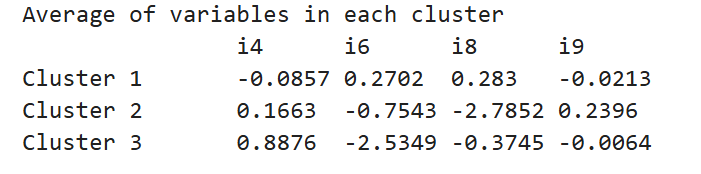 Average of variables in each cluster
i4 i6 i8 i9
Cluster 1 -0.0857 0.2702 0.283 -0.0213
Cluster 2 0.1663 -0.7543 -2.7852 0.2396
Cluster 3 0.8876 -2.5349 -0.3745 -0.0064